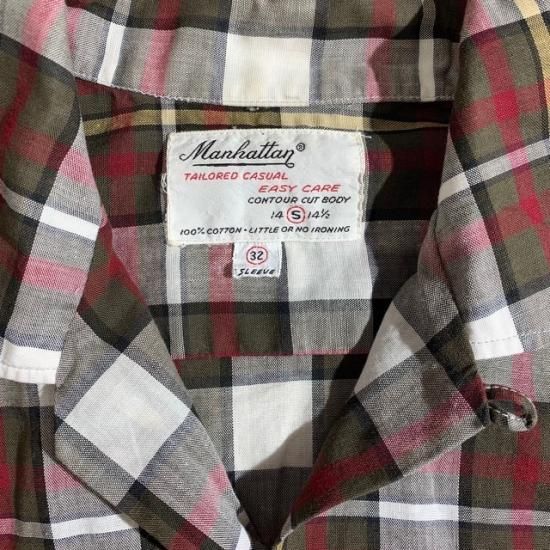 Manhattan®
TAILORED CASUAL
EASY CARE
CONTOUR CUT BODY
14 S 14½
100% COTTON • LITTLE OR NO IRONING
32
SLEEVE